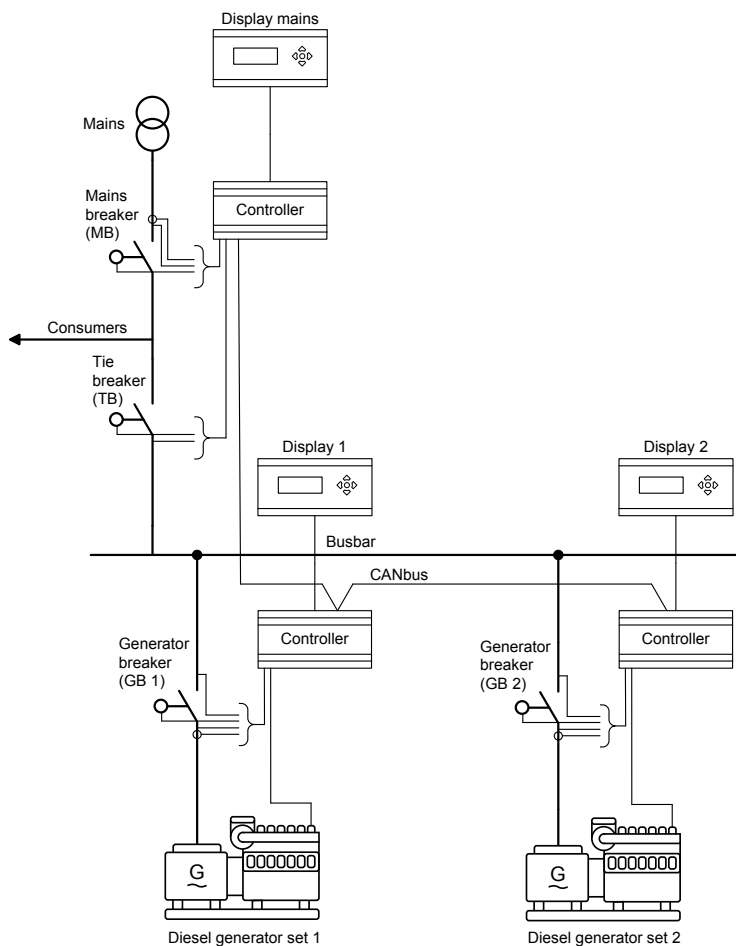 Display mains
Mains
Controller
Mains
breaker
(MB)
Consumers
Tie
breaker
(TB)
Display 1
Display 2
Busbar
CANbus
Controller
Controller
Generator
breaker
(GB 1)
Generator
breaker
(GB 2)
G
~
G
~
Diesel generator set 1
Diesel generator set 2